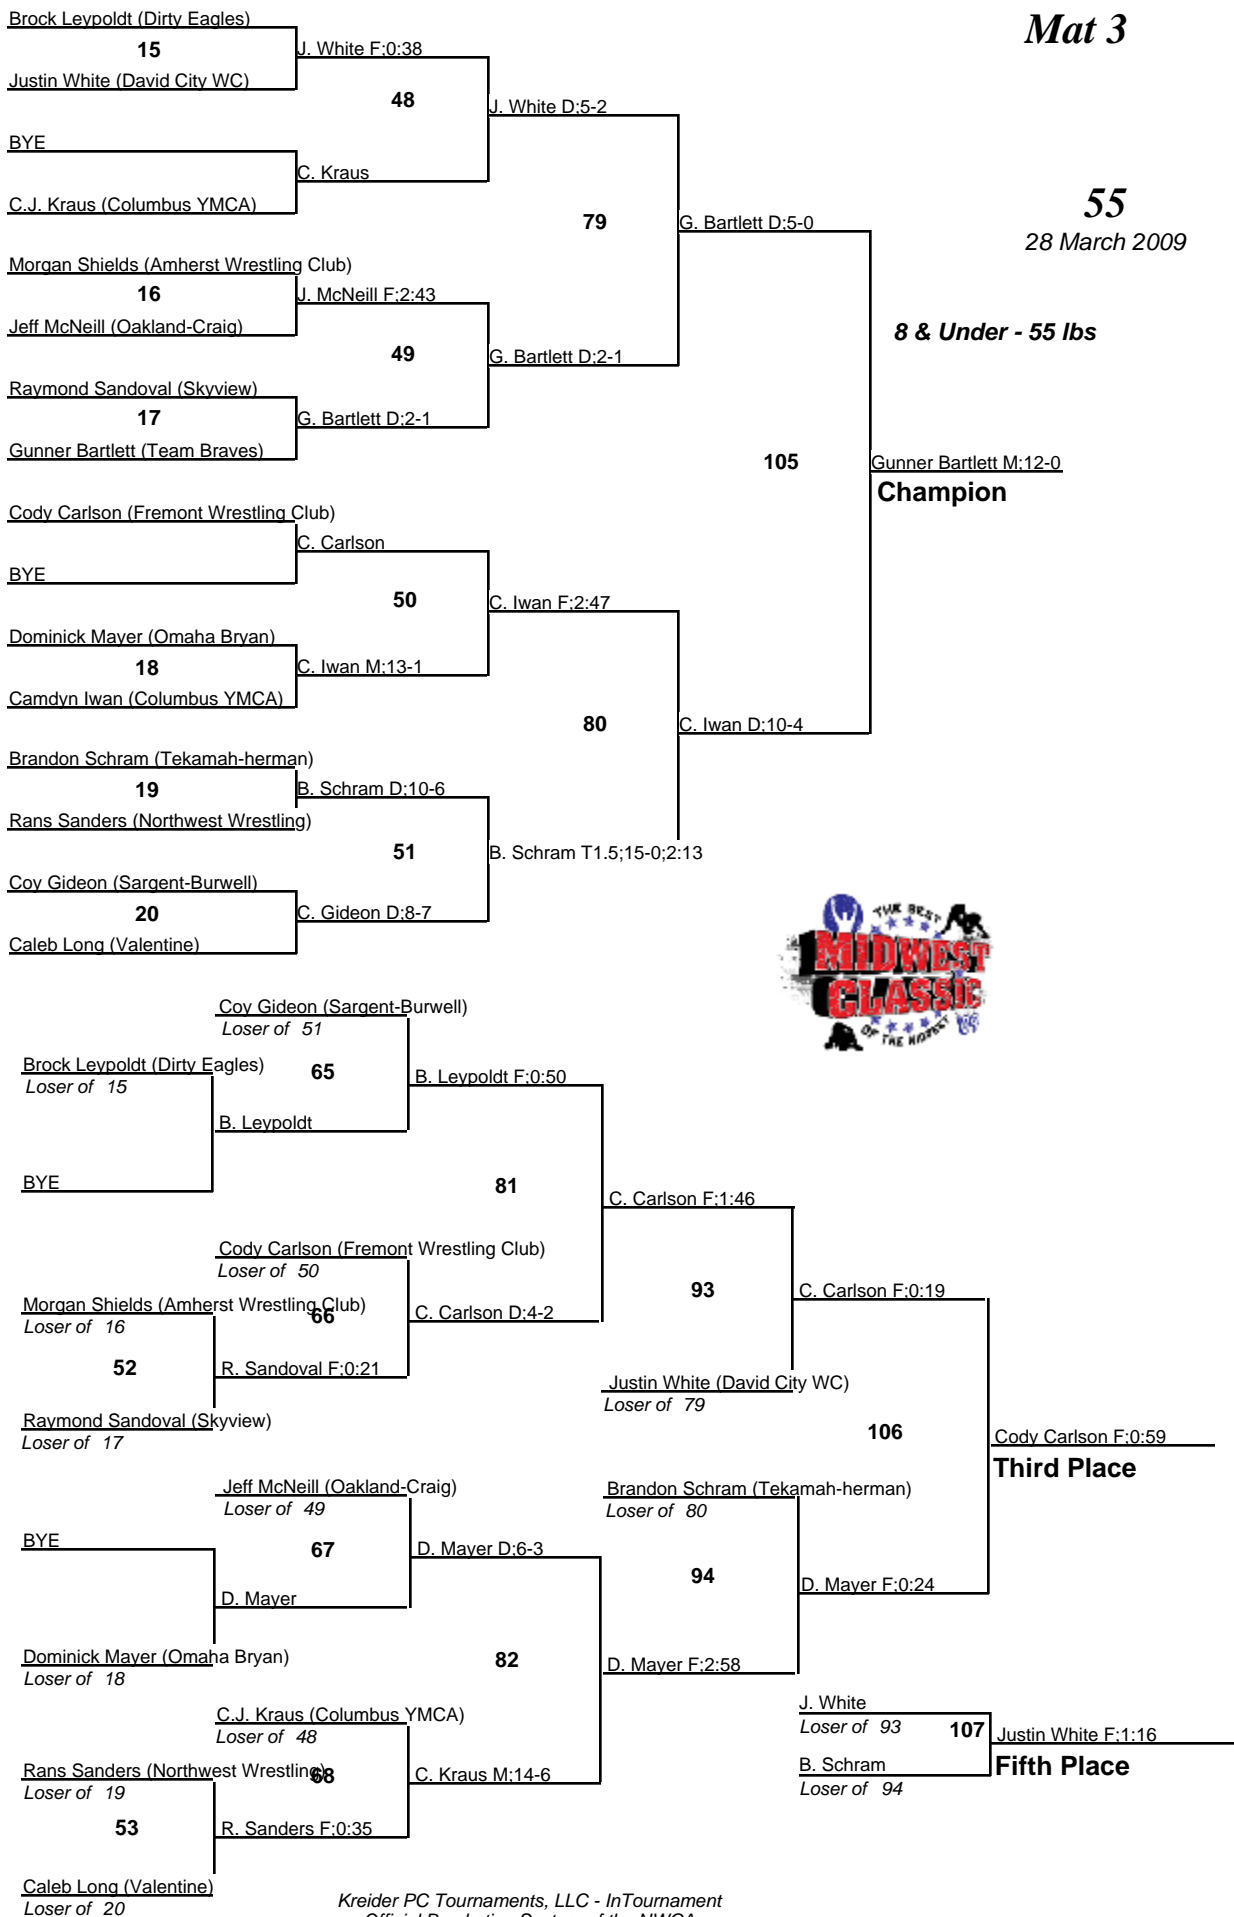 Mat 3
55
28 March 2009
8 & Under - 55 lbs
Brock Leypoldt (Dirty Eagles)
15
J. White F;0:38
Justin White (David City WC)
48
J. White D;5-2
BYE
C. Kraus
C.J. Kraus (Columbus YMCA)
79
G. Bartlett D;5-0
Morgan Shields (Amherst Wrestling Club)
16
J. McNeill F;2:43
Jeff McNeill (Oakland-Craig)
49
G. Bartlett D;2-1
Raymond Sandoval (Skyview)
17
G. Bartlett D;2-1
Gunner Bartlett (Team Braves)
105
Gunner Bartlett M;12-0
Champion
Cody Carlson (Fremont Wrestling Club)
C. Carlson
BYE
50
C. Iwan F;2:47
Dominick Mayer (Omaha Bryan)
18
C. Iwan M;13-1
Camdyn Iwan (Columbus YMCA)
80
C. Iwan D;10-4
Brandon Schram (Tekamah-herman)
19
B. Schram D;10-6
Rans Sanders (Northwest Wrestling)
51
B. Schram T1.5;15-0;2:13
Coy Gideon (Sargent-Burwell)
20
C. Gideon D;8-7
Caleb Long (Valentine)
THE BEST
MIDWEST
CLASSIC
OF THE MIDWEST
Coy Gideon (Sargent-Burwell)
Loser of 51
Brock Leypoldt (Dirty Eagles)
Loser of 15
65
B. Leypoldt F;0:50
B. Leypoldt
BYE
81
C. Carlson F;1:46
Cody Carlson (Fremont Wrestling Club)
Loser of 50
Morgan Shields (Amherst Wrestling Club)
Loser of 16
66
C. Carlson D;4-2
52
R. Sandoval F;0:21
Raymond Sandoval (Skyview)
Loser of 17
93
C. Carlson F;0:19
Justin White (David City WC)
Loser of 79
106
Cody Carlson F;0:59
Third Place
Jeff McNeill (Oakland-Craig)
Loser of 49
Brandon Schram (Tekamah-herman)
Loser of 80
BYE
67
D. Mayer D;6-3
94
D. Mayer F;0:24
D. Mayer
Dominick Mayer (Omaha Bryan)
Loser of 18
82
D. Mayer F;2:58
C.J. Kraus (Columbus YMCA)
Loser of 48
Rans Sanders (Northwest Wrestling)
Loser of 19
68
C. Kraus M;14-6
53
R. Sanders F;0:35
Caleb Long (Valentine)
Loser of 20
J. White
Loser of 93
107
Justin White F;1:16
Fifth Place
B. Schram
Loser of 94
Kreider PC Tournaments, LLC - InTournament